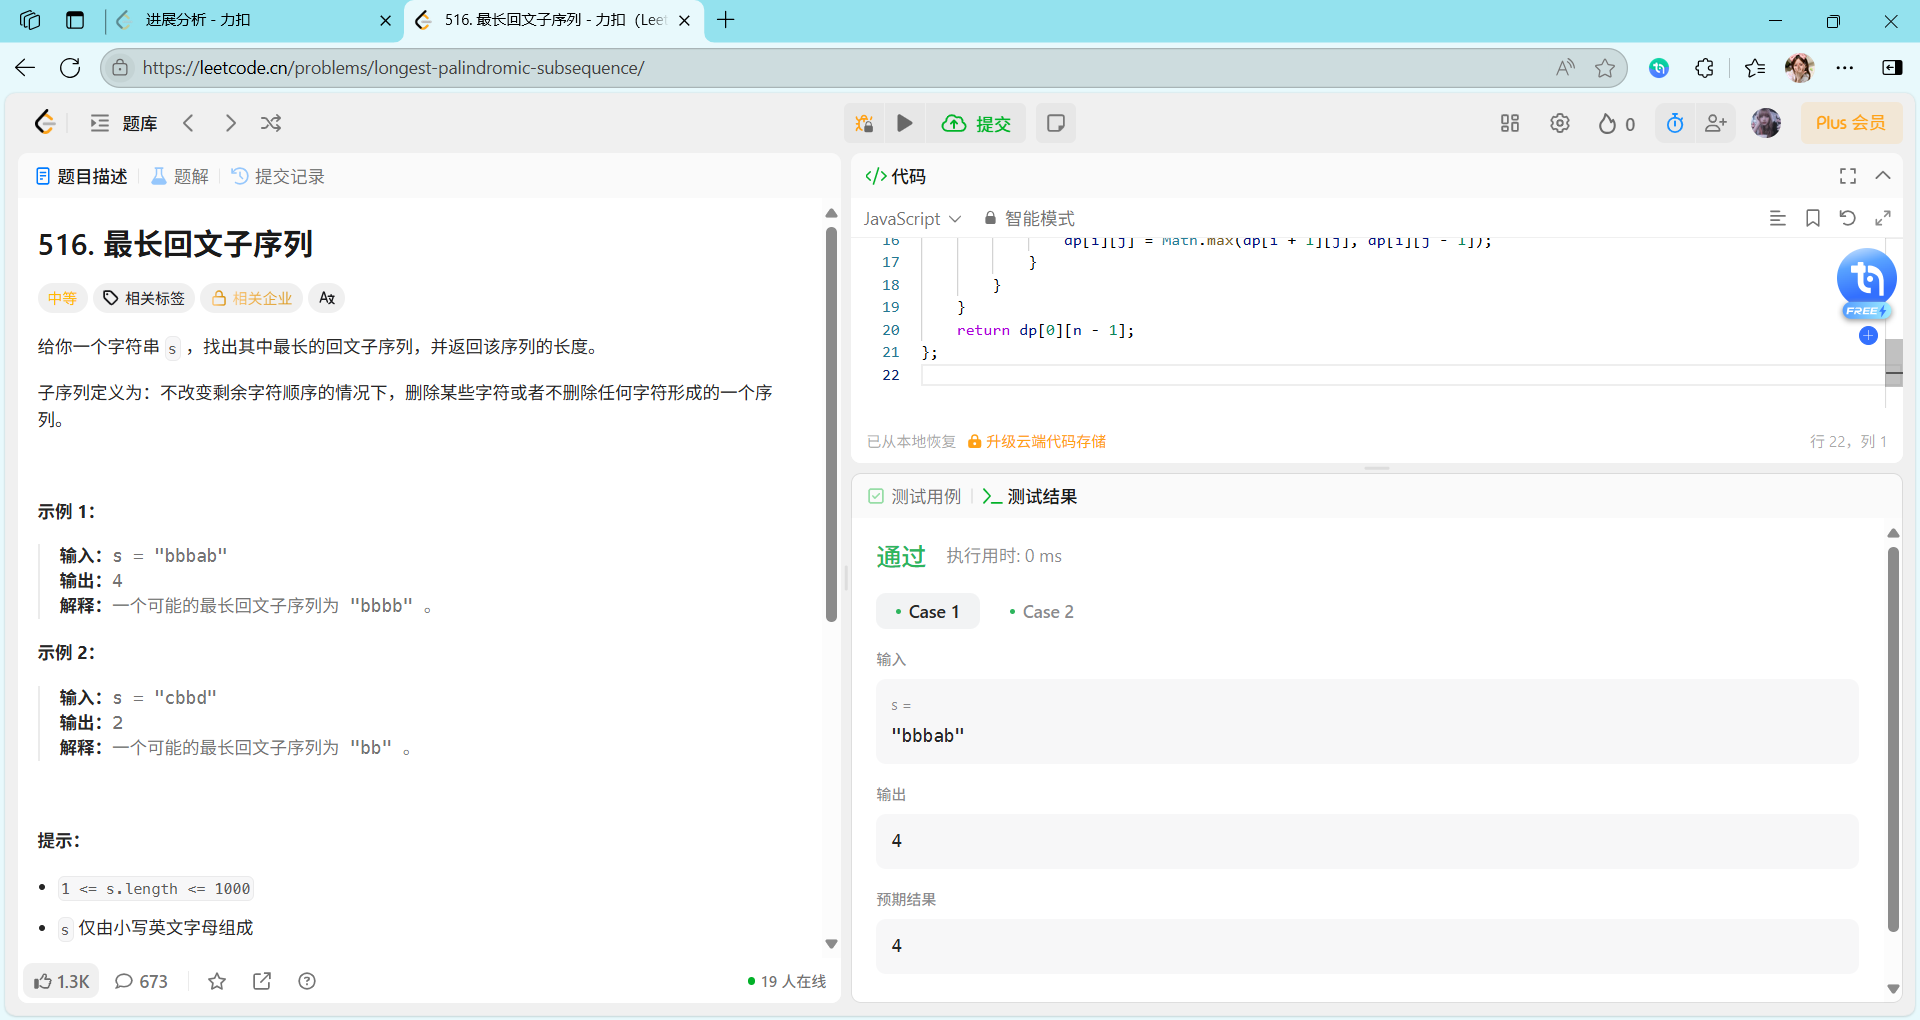 进展分析 - 力扣
516. 最长回文子序列 - 力扣（Leet
https://leetcode.cn/problems/longest-palindromic-subsequence/
题库
提交
0
Plus 会员
题目描述
题解
提交记录
516. 最长回文子序列
中等
相关标签
相关企业
给你一个字符串 s ，找出其中最长的回文子序列，并返回该序列的长度。
子序列定义为：不改变剩余字符顺序的情况下，删除某些字符或者不删除任何字符形成的一个序
列。
示例 1：
输入：s = "bbbab"
输出：4
解释：一个可能的最长回文子序列为 "bbbb" 。
示例 2：
输入：s = "cbbd"
输出：2
解释：一个可能的最长回文子序列为 "bb" 。
提示：
1 <= s.length <= 1000
s 仅由小写英文字母组成
1.3K
673
19 人在线
代码
JavaScript
智能模式
16 dp[i][j] = Math.max(dp[i + 1][j], dp[i][j - 1]);
17 }
18 }
19 }
20 return dp[0][n - 1];
21 };
22
FREE
已从本地恢复
升级云端代码存储
行 22，列 1
测试用例
测试结果
通过
执行用时: 0 ms
Case 1
Case 2
输入
s =
"bbbab"
输出
4
预期结果
4